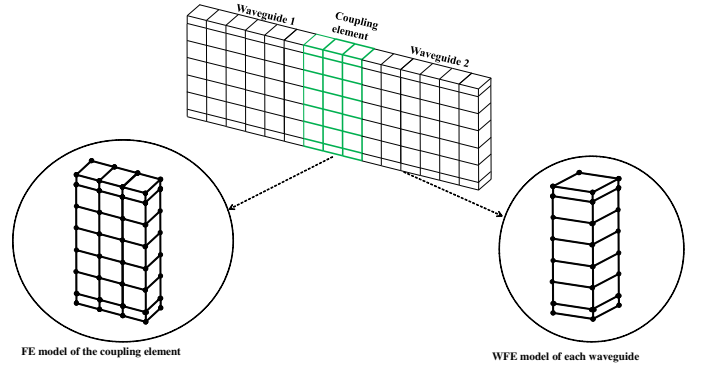 Waveguide 1
Coupling
element
Waveguide 2
FE model of the coupling element
WFE model of each waveguide